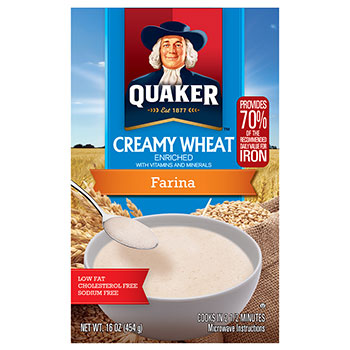 QUAKER
Est 1877
TM
CREAMY WHEAT
ENRICHED
WITH VITAMINS AND MINERALS
Farina
PROVIDES
70%
OF THE
RECOMMENDED
DAILY VALUE FOR
IRON
LOW FAT
CHOLESTEROL FREE
SODIUM FREE
COOKS IN 2 1/2 MINUTES
Microwave Instructions
NET WT. 16 OZ (454 g)